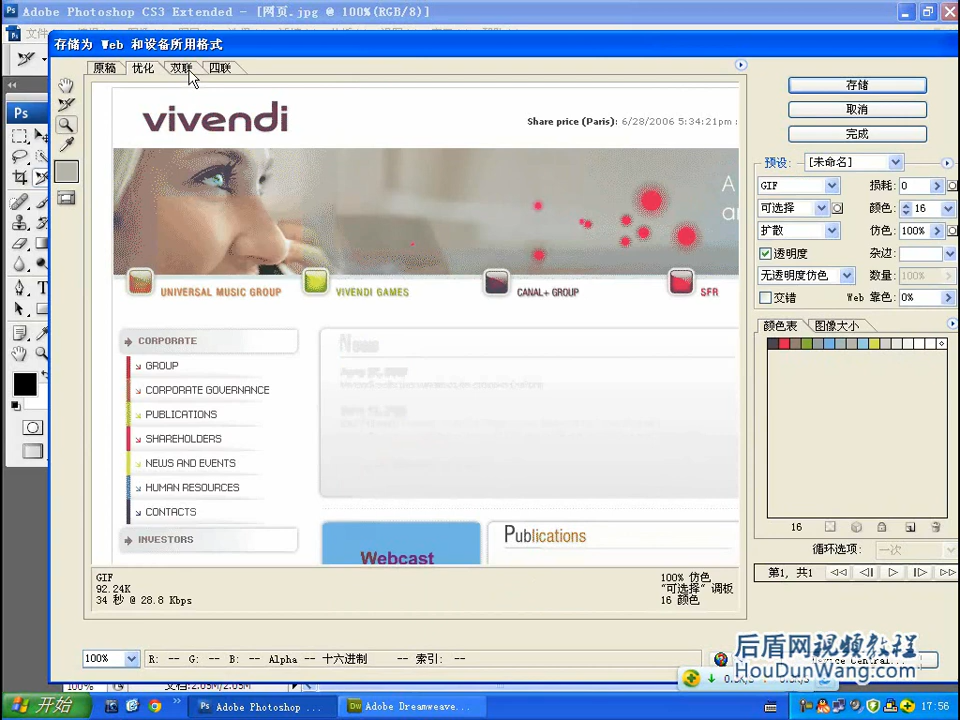 Adobe Photoshop CS3 Extended - [网页.jpg @ 100%(RGB/8)]
存储为 Web 和设备所用格式
原稿 优化 双联 四联
Ps
vivendi
Share price (Paris): 6/28/2006 5:34:21pm :
A
UNIVERSAL MUSIC GROUP
VIVENDI GAMES
CANAL+ GROUP
SFR
CORPORATE
GROUP
CORPORATE GOVERNANCE
PUBLICATIONS
SHAREHOLDERS
NEWS AND EVENTS
HUMAN RESOURCES
CONTACTS
INVESTORS
News
Webcast
Publications
GIF
92.24K
34 秒 @ 28.8 Kbps
100% 仿色
“可选择” 调板
16 颜色
存储
取消
完成
预设: [未命名]
GIF 损耗: 0
可选择 颜色: 16
扩散 仿色: 100%
透明度 杂边:
无透明度仿色 数量: 100%
交错 Web 靠色: 0%
颜色表 图像大小
16
循环选项: 一次
第1, 共1
100% R: -- G: -- B: -- Alpha -- 十六进制 -- 索引: --
后盾网视频教程
HouDunWang.com
开始 Adobe Photoshop ... Adobe Dreamweave... 17:56